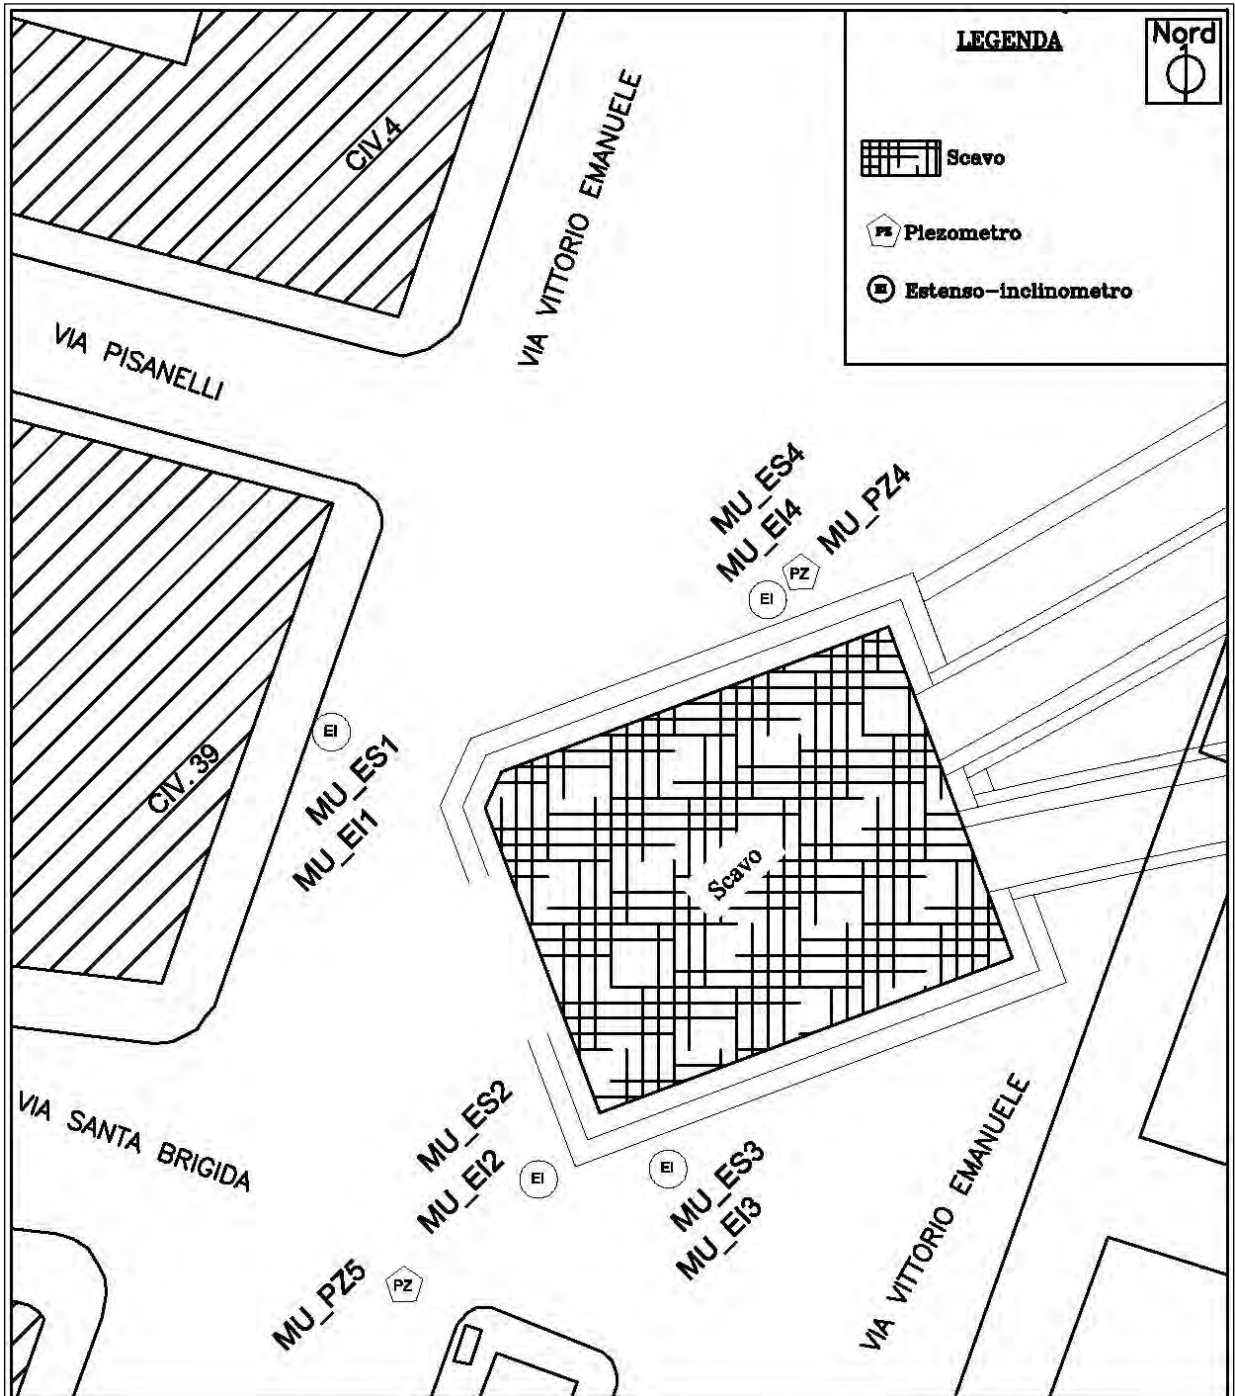 LEGENDA
Nord
Scavo
PZ Piezometro
EI Estenso-inclinometro
CIV.4
VIA VITTORIO EMANUELE
VIA PISANELLI
MU_ES4
MU_EI4
MU_PZ4
PZ
EI
EI
MU_ES1
MU_EI1
CIV.39
Scavo
VIA SANTA BRIGIDA
MU_ES2
MU_EI2
EI
EI
MU_ES3
MU_EI3
MU_PZ5
PZ
VIA VITTORIO EMANUELE